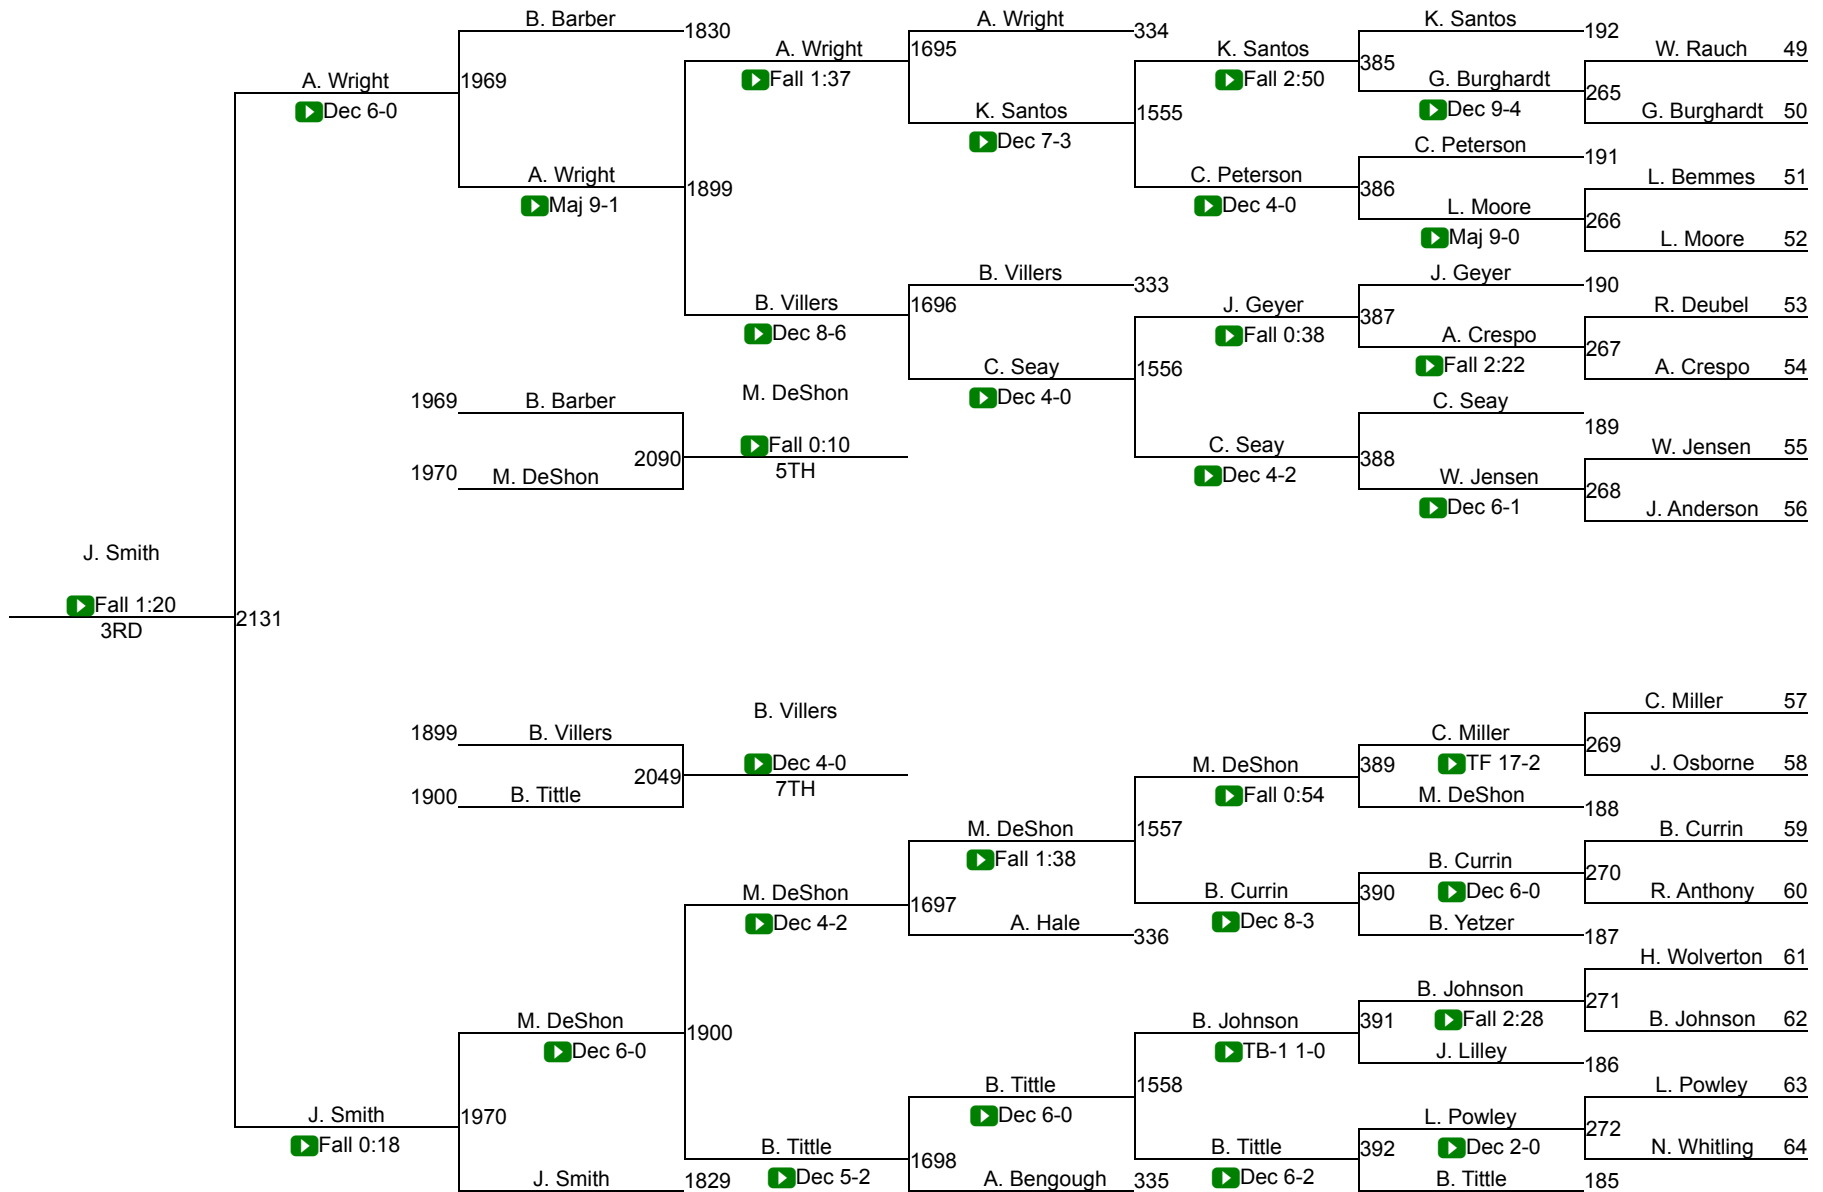 B. Barber
1830
A. Wright
Dec 6-0
1969
A. Wright
Maj 9-1
A. Wright
Fall 1:37
1899
B. Villers
Dec 8-6
A. Wright
334
1695
K. Santos
Dec 7-3
B. Villers
333
1696
C. Seay
Dec 4-0
K. Santos
Fall 2:50
1555
C. Peterson
Dec 4-0
J. Geyer
Fall 0:38
1556
C. Seay
Dec 4-2
K. Santos
192
385
G. Burghardt
Dec 9-4
C. Peterson
191
386
L. Moore
Maj 9-0
J. Geyer
190
387
A. Crespo
Fall 2:22
C. Seay
189
388
W. Jensen
Dec 6-1
W. Rauch 49
265
G. Burghardt 50
L. Bemmes 51
266
L. Moore 52
R. Deubel 53
267
A. Crespo 54
W. Jensen 55
268
J. Anderson 56
1969 B. Barber
2090
1970 M. DeShon
M. DeShon
Fall 0:10
5TH
J. Smith
Fall 1:20
3RD
2131
1899 B. Villers
2049
1900 B. Tittle
B. Villers
Dec 4-0
7TH
M. DeShon
Dec 6-0
1970
J. Smith
Fall 0:18
J. Smith
1829
M. DeShon
Dec 4-2
1900
B. Tittle
Dec 5-2
M. DeShon
Fall 1:38
1697
A. Hale
336
B. Tittle
Dec 6-0
1698
A. Bengough
335
M. DeShon
Fall 0:54
1557
B. Currin
Dec 8-3
B. Johnson
TB-1 1-0
1558
B. Tittle
Dec 6-2
C. Miller
TF 17-2
389
M. DeShon
188
B. Currin
Dec 6-0
390
B. Yetzer
187
B. Johnson
Fall 2:28
391
J. Lilley
186
L. Powley
Dec 2-0
392
B. Tittle
185
C. Miller 57
269
J. Osborne 58
B. Currin 59
270
R. Anthony 60
H. Wolverton 61
271
B. Johnson 62
L. Powley 63
272
N. Whitling 64